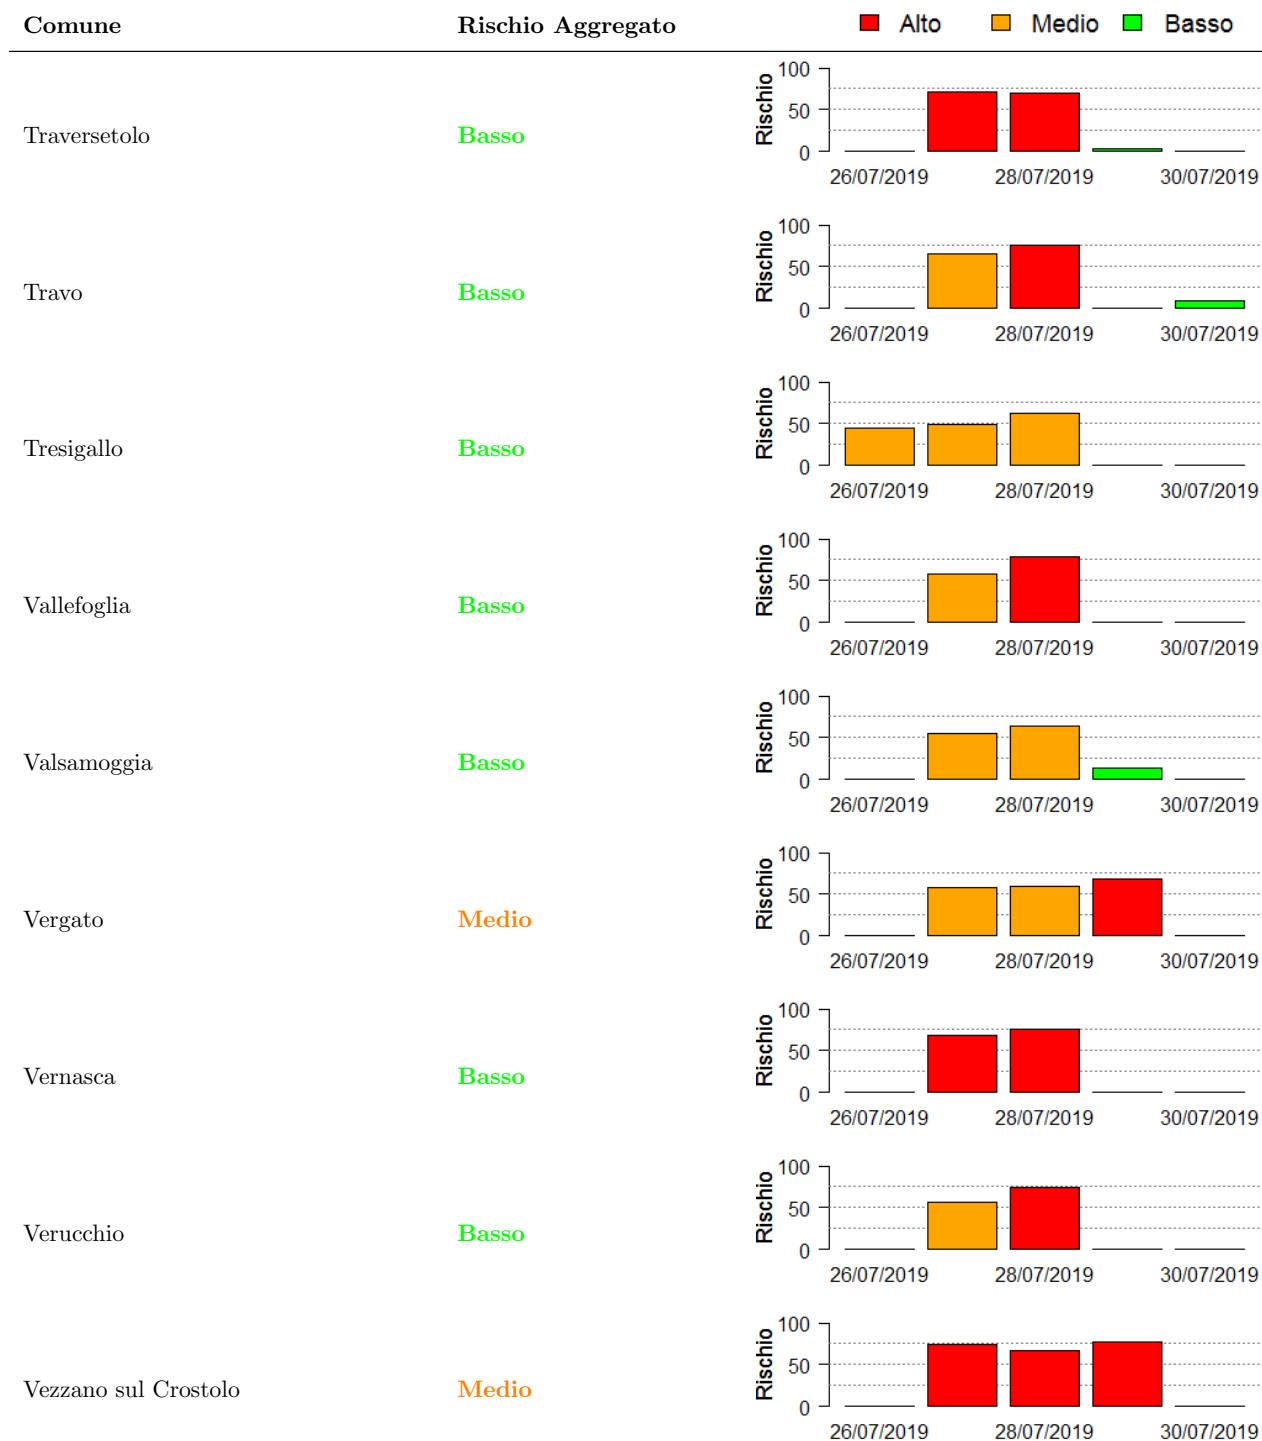 Comune Rischio Aggregato Alto Medio Basso
100
50
0
Rischio
Traversetolo Basso
26/07/2019 28/07/2019 30/07/2019
100
50
0
Rischio
Travo Basso
26/07/2019 28/07/2019 30/07/2019
100
50
0
Rischio
Tresigallo Basso
26/07/2019 28/07/2019 30/07/2019
100
50
0
Rischio
Vallefoglia Basso
26/07/2019 28/07/2019 30/07/2019
100
50
0
Rischio
Valsamoggia Basso
26/07/2019 28/07/2019 30/07/2019
100
50
0
Rischio
Vergato Medio
26/07/2019 28/07/2019 30/07/2019
100
50
0
Rischio
Vernasca Basso
26/07/2019 28/07/2019 30/07/2019
100
50
0
Rischio
Verucchio Basso
26/07/2019 28/07/2019 30/07/2019
100
50
0
Rischio
Vezzano sul Crostolo Medio
26/07/2019 28/07/2019 30/07/2019